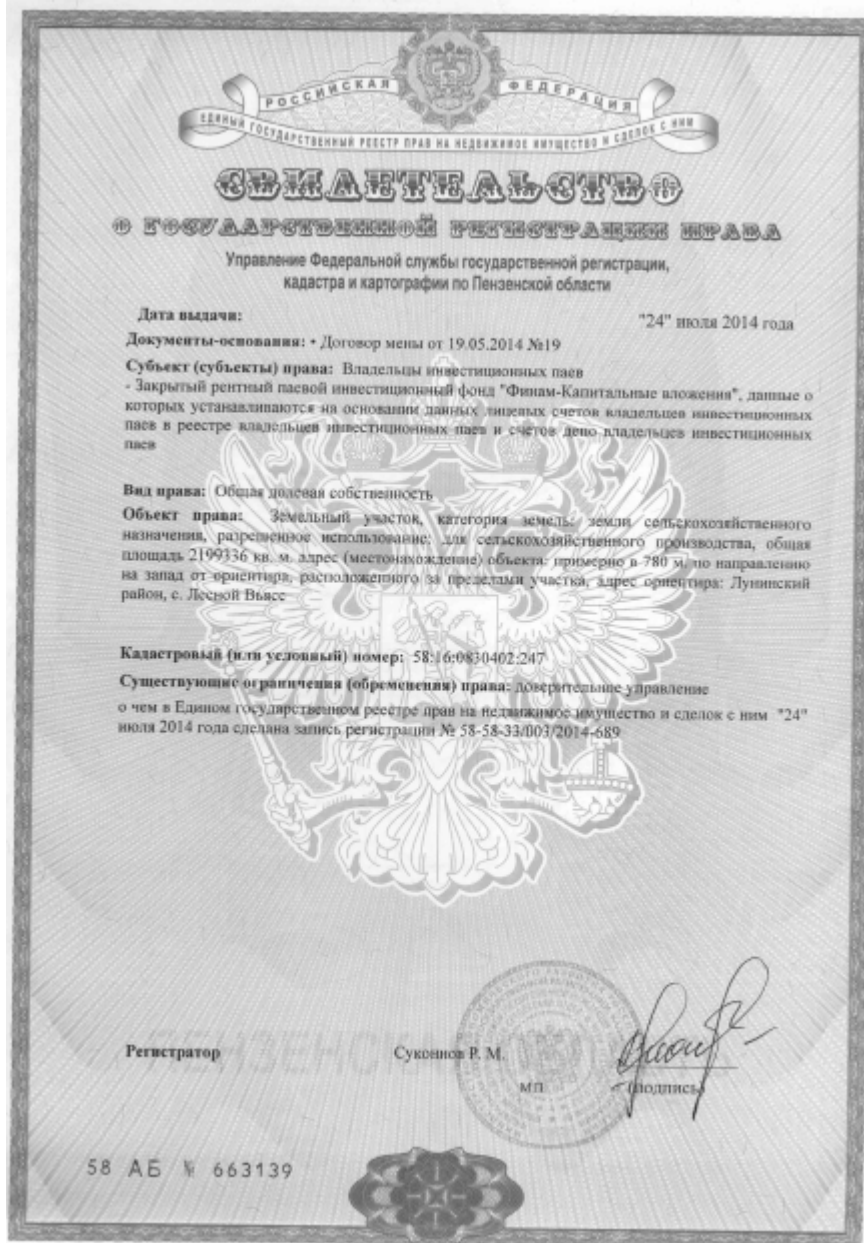 РОССИЙСКАЯ ФЕДЕРАЦИЯ
ЕДИНЫЙ ГОСУДАРСТВЕННЫЙ РЕЕСТР ПРАВ НА НЕДВИЖИМОЕ ИМУЩЕСТВО И СДЕЛОК С НИМ
СВИДЕТЕЛЬСТВО
О ГОСУДАРСТВЕННОЙ РЕГИСТРАЦИИ ПРАВА
Управление Федеральной службы государственной регистрации,
кадастра и картографии по Пензенской области
Дата выдачи: "24" июля 2014 года
Документы-основания: • Договор мены от 19.05.2014 №19
Субъект (субъекты) права: Владельцы инвестиционных паев
- Закрытый рентный паевой инвестиционный фонд "Финам-Капитальные вложения", данные о
которых устанавливаются на основании данных лицевых счетов владельцев инвестиционных
паев в реестре владельцев инвестиционных паев и счетов депо владельцев инвестиционных
паев
Вид права: Общая долевая собственность
Объект права: Земельный участок, категория земель: земли сельскохозяйственного
назначения, разрешенное использование: для сельскохозяйственного производства, общая
площадь 2199336 кв. м, адрес (местонахождение) объекта: примерно в 780 м, по направлению
на запад от ориентира, расположенного за пределами участка, адрес ориентира: Лунинский
район, с. Лесной Вьясс
Кадастровый (или условный) номер: 58:16:0830402:247
Существующие ограничения (обременения) права: доверительное управление
о чем в Едином государственном реестре прав на недвижимое имущество и сделок с ним "24"
июля 2014 года сделана запись регистрации № 58-58-33/003/2014-689
ПЕНЗЕНСКАЯ
Регистратор Суконнов Р. М.
МП (подпись)
58 АБ № 663139